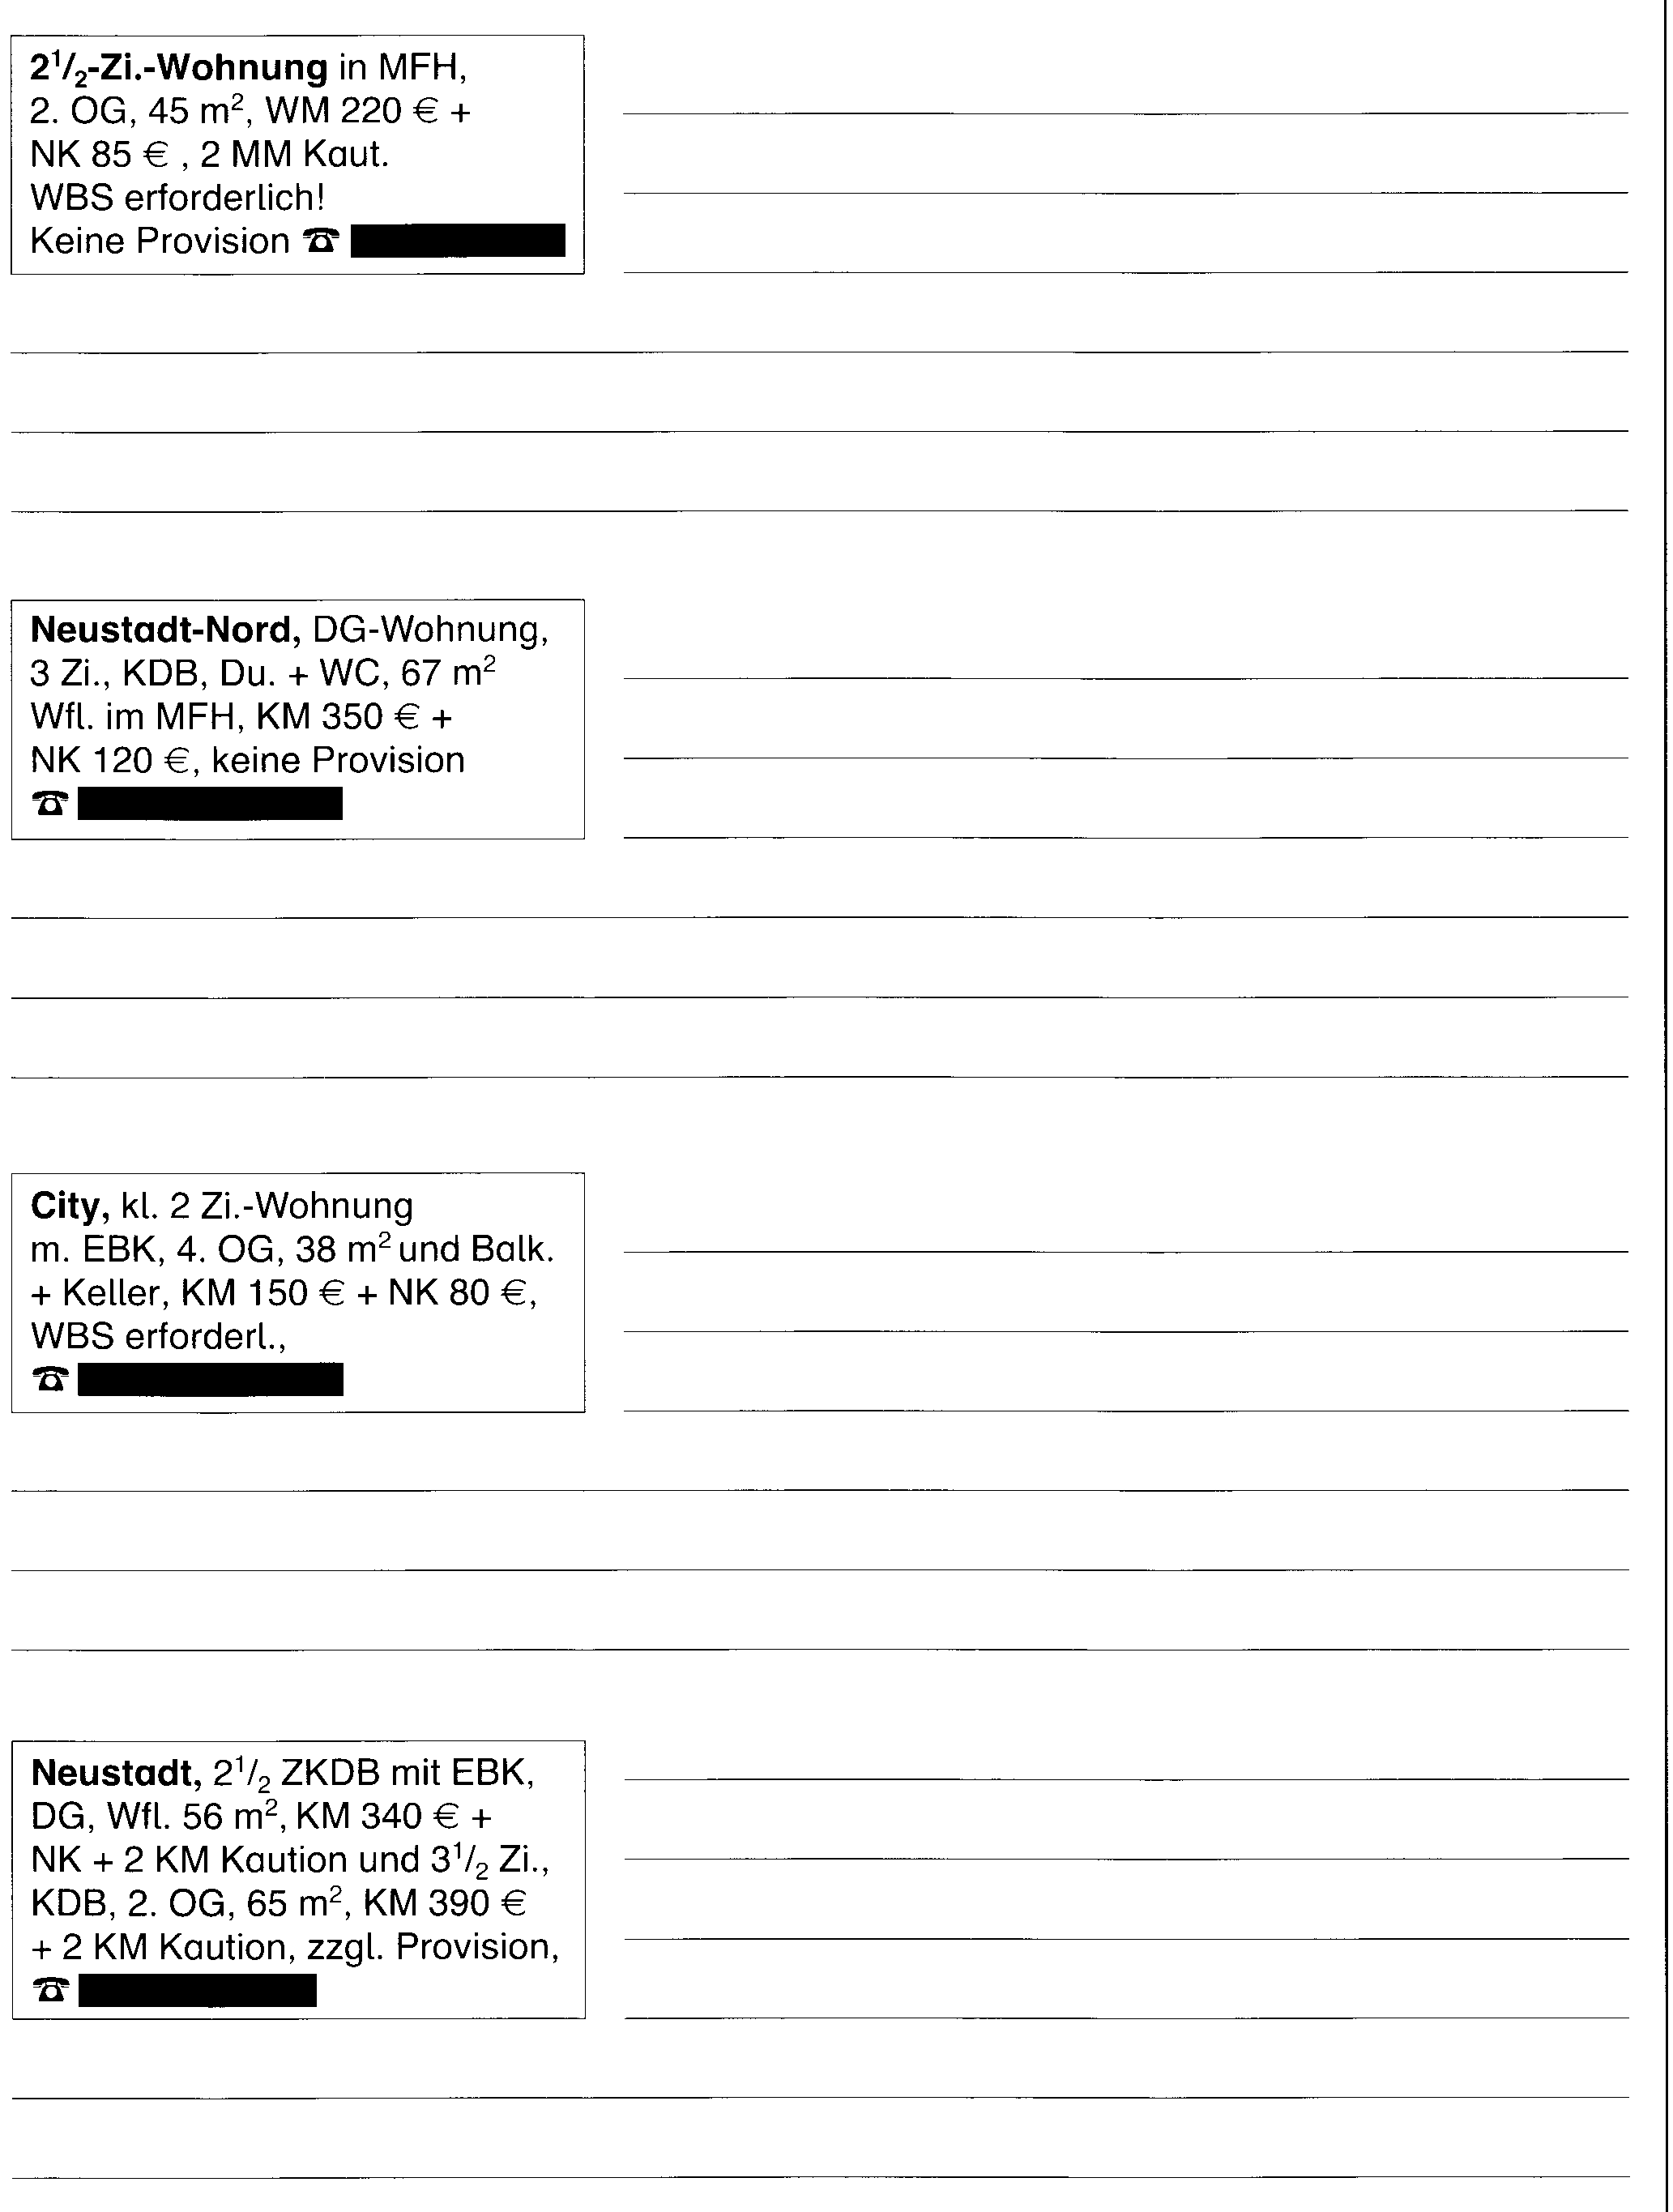 2½-Zi.-Wohnung in MFH,
2. OG, 45 m², WM 220 € +
NK 85 € , 2 MM Kaut.
WBS erforderlich!
Keine Provision ☎
Neustadt-Nord, DG-Wohnung,
3 Zi., KDB, Du. + WC, 67 m²
Wfl. im MFH, KM 350 € +
NK 120 €, keine Provision
☎
City, kl. 2 Zi.-Wohnung
m. EBK, 4. OG, 38 m² und Balk.
+ Keller, KM 150 € + NK 80 €,
WBS erforderl.,
☎
Neustadt, 2½ ZKDB mit EBK,
DG, Wfl. 56 m², KM 340 € +
NK + 2 KM Kaution und 3½ Zi.,
KDB, 2. OG, 65 m², KM 390 €
+ 2 KM Kaution, zzgl. Provision,
☎